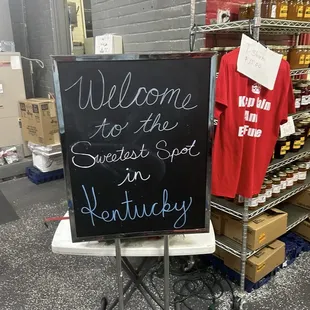 Welcome
to the
Sweetest Spot
in
Kentucky